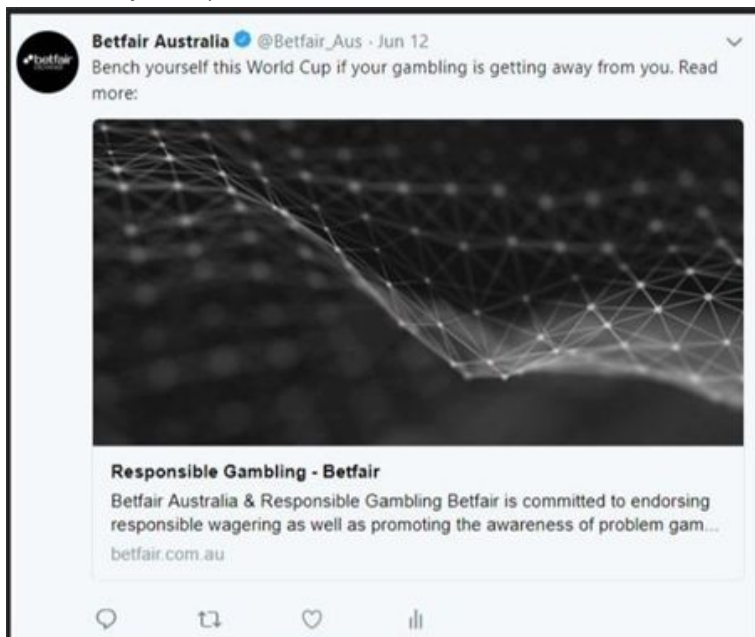 Betfair Australia @Betfair_Aus · Jun 12
Bench yourself this World Cup if your gambling is getting away from you. Read
more:
Responsible Gambling - Betfair
Betfair Australia & Responsible Gambling Betfair is committed to endorsing
responsible wagering as well as promoting the awareness of problem gam...
betfair.com.au